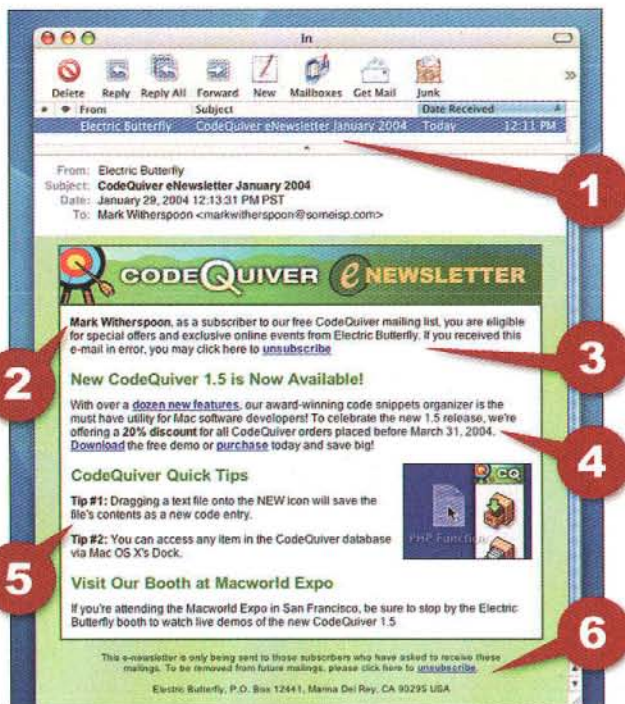 In
Delete Reply Reply All Forward New Mailboxes Get Mail Junk
From Subject Date Received
Electric Butterfly CodeQuiver eNewsletter January 2004 Today 12:11 PM
1
From: Electric Butterfly
Subject: CodeQuiver eNewsletter January 2004
Date: January 29, 2004 12:13:31 PM PST
To: Mark Witherspoon <markwitherspoon@someisp.com>
CODEQUIVER e NEWSLETTER
2
Mark Witherspoon, as a subscriber to our free CodeQuiver mailing list, you are eligible
for special offers and exclusive online events from Electric Butterfly. If you received this
e-mail in error, you may click here to unsubscribe
3
New CodeQuiver 1.5 is Now Available!
With over a dozen new features, our award-winning code snippets organizer is the
must have utility for Mac software developers! To celebrate the new 1.5 release, we're
offering a 20% discount for all CodeQuiver orders placed before March 31, 2004.
Download the free demo or purchase today and save big!
4
CodeQuiver Quick Tips
Tip #1: Dragging a text file onto the NEW icon will save the
file's contents as a new code entry.
CQ
PHP Function
5
Tip #2: You can access any item in the CodeQuiver database
via Mac OS X's Dock.
Visit Our Booth at Macworld Expo
If you're attending the Macworld Expo in San Francisco, be sure to stop by the Electric
Butterfly booth to watch live demos of the new CodeQuiver 1.5
6
This e-newsletter is only being sent to those subscribers who have asked to receive these
mailings. To be removed from future mailings, please click here to unsubscribe.
Electric Butterfly, P.O. Box 12441, Marina Del Rey, CA 90295 USA